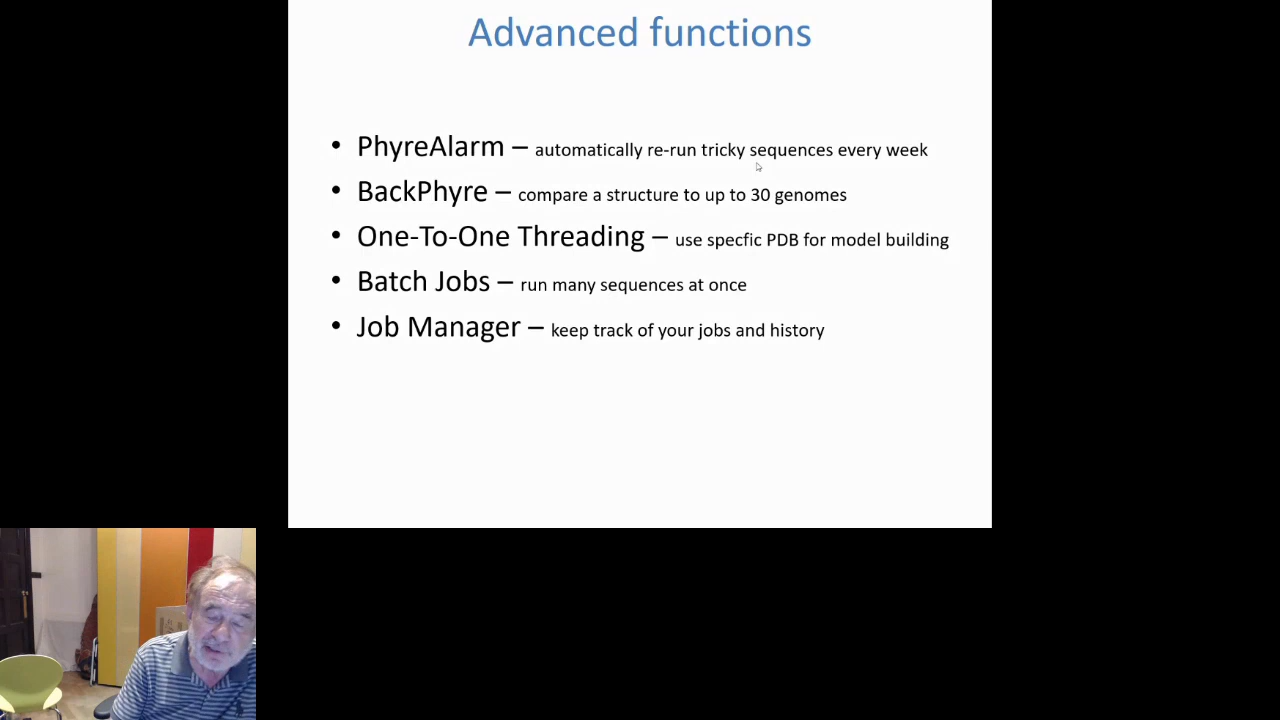 Advanced functions
• PhyreAlarm – automatically re-run tricky sequences every week
• BackPhyre – compare a structure to up to 30 genomes
• One-To-One Threading – use specfic PDB for model building
• Batch Jobs – run many sequences at once
• Job Manager – keep track of your jobs and history